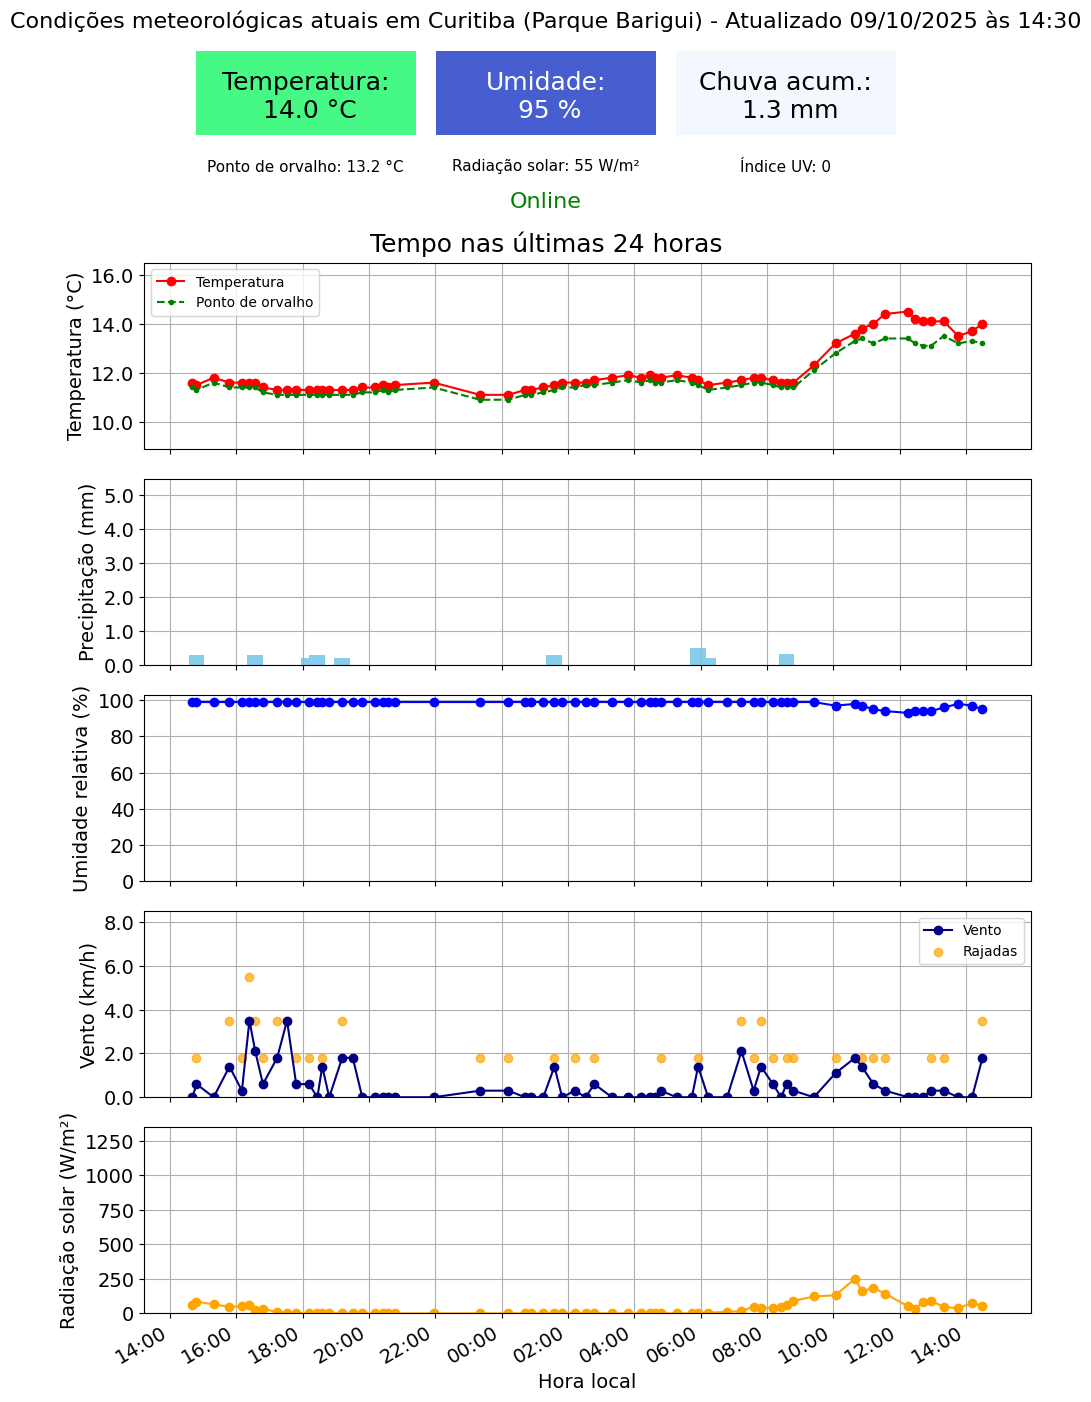 Condições meteorológicas atuais em Curitiba (Parque Barigui) - Atualizado 09/10/2025 às 14:30
Temperatura:
14.0 °C
Umidade:
95 %
Chuva acum.:
1.3 mm
Ponto de orvalho: 13.2 °C
Radiação solar: 55 W/m²
Índice UV: 0
Online
Tempo nas últimas 24 horas
Temperatura (°C)
16.0
14.0
12.0
10.0
Temperatura
Ponto de orvalho
Precipitação (mm)
5.0
4.0
3.0
2.0
1.0
0.0
Umidade relativa (%)
100
80
60
40
20
0
Vento (km/h)
8.0
6.0
4.0
2.0
0.0
Vento
Rajadas
Radiação solar (W/m²)
1250
1000
750
500
250
0
14:00
16:00
18:00
20:00
22:00
00:00
02:00
04:00
06:00
08:00
10:00
12:00
14:00
Hora local